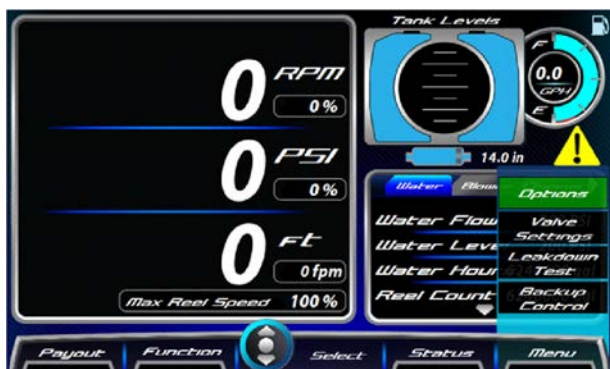 Tank Levels
0 RPM
0 %
0 PSI
0 %
0 Ft
0 fpm
Max Reel Speed 100 %
F
0.0
GPH
E
14.0 in
Water
Options
Valve
Settings
Leakdown
Test
Backup
Control
Water Flow
Water Leve
Water Hour
Reel Count
Payout
Function
Select
Status
Menu